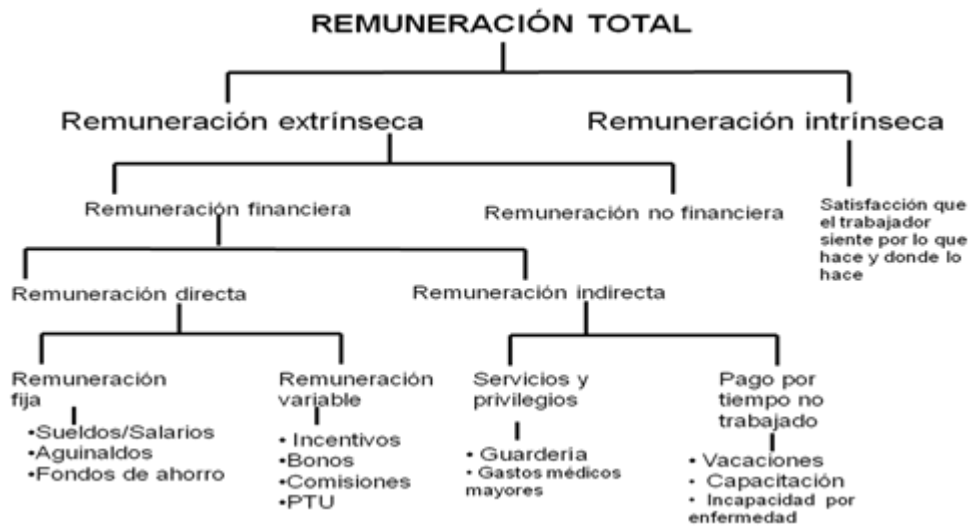 REMUNERACIÓN TOTAL
Remuneración extrínseca
Remuneración intrínseca
Remuneración financiera
Remuneración no financiera
Satisfacción que
el trabajador
siente por lo que
hace y donde lo
hace
Remuneración directa
Remuneración indirecta
Remuneración
fija
•Sueldos/Salarios
•Aguinaldos
•Fondos de ahorro
Remuneración
variable
• Incentivos
•Bonos
•Comisiones
•PTU
Servicios y
privilegios
• Guardería
• Gastos médicos
mayores
Pago por
tiempo no
trabajado
• Vacaciones
• Capacitación
• Incapacidad por
enfermedad